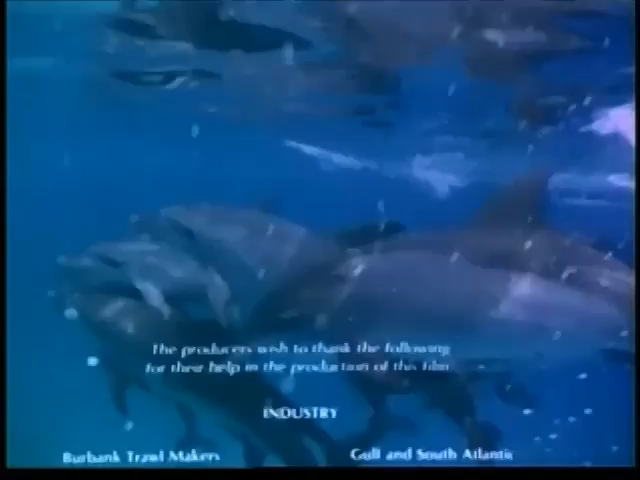 The producers wish to thank the following
for their help in the production of this film
INDUSTRY
Burbank Trawl Makers
Gulf and South Atlantic